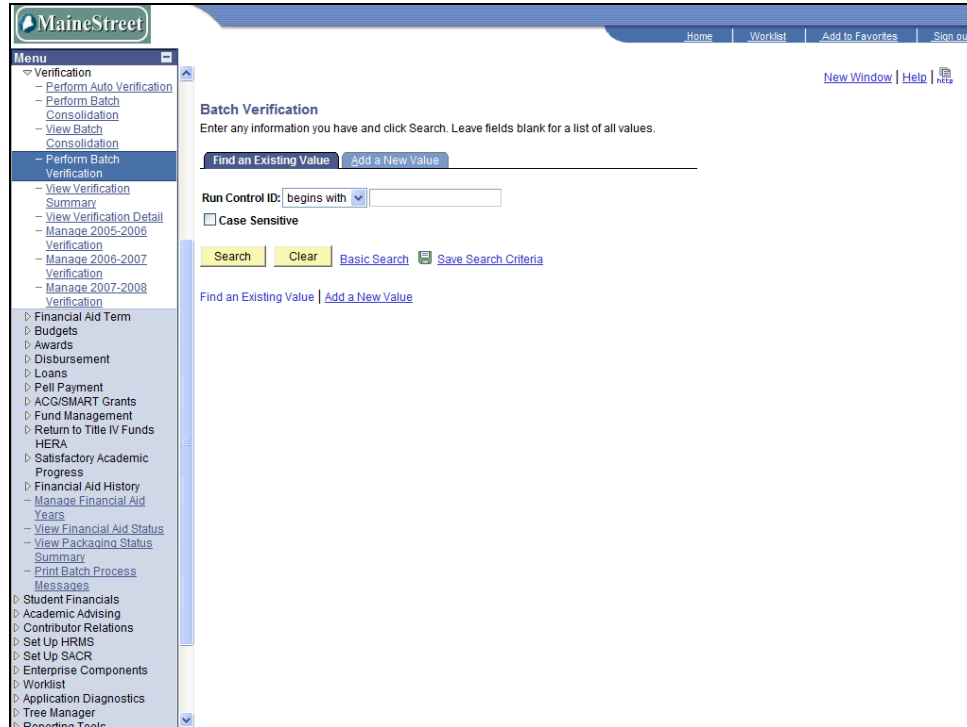 MaineStreet
Home
Worklist
Add to Favorites
Sign ou
Menu
Verification
Perform Auto Verification
Perform Batch
Consolidation
View Batch
Consolidation
Perform Batch
Verification
View Verification
Summary
View Verification Detail
Manage 2005-2006
Verification
Manage 2006-2007
Verification
Manage 2007-2008
Verification
Financial Aid Term
Budgets
Awards
Disbursement
Loans
Pell Payment
ACG/SMART Grants
Fund Management
Return to Title IV Funds
HERA
Satisfactory Academic
Progress
Financial Aid History
Manage Financial Aid
Years
View Financial Aid Status
View Packaging Status
Summary
Print Batch Process
Messages
Student Financials
Academic Advising
Contributor Relations
Set Up HRMS
Set Up SACR
Enterprise Components
Worklist
Application Diagnostics
Tree Manager
Reporting Tools
New Window | Help | http
Batch Verification
Enter any information you have and click Search. Leave fields blank for a list of all values.
Find an Existing Value
Add a New Value
Run Control ID: begins with
Case Sensitive
Search
Clear
Basic Search
Save Search Criteria
Find an Existing Value | Add a New Value